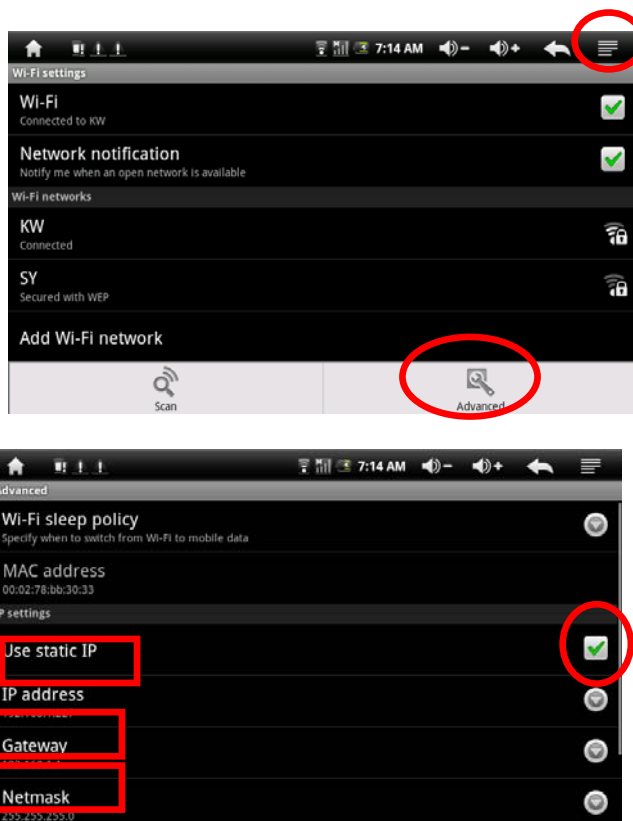 7:14 AM
Wi-Fi settings
Wi-Fi
Connected to KW
Network notification
Notify me when an open network is available
Wi-Fi networks
KW
Connected
SY
Secured with WEP
Add Wi-Fi network
Scan
Advanced
7:14 AM
Advanced
Wi-Fi sleep policy
Specify when to switch from Wi-Fi to mobile data
MAC address
00:02:78:bb:30:33
IP settings
Use static IP
IP address
Gateway
Netmask
255.255.255.0